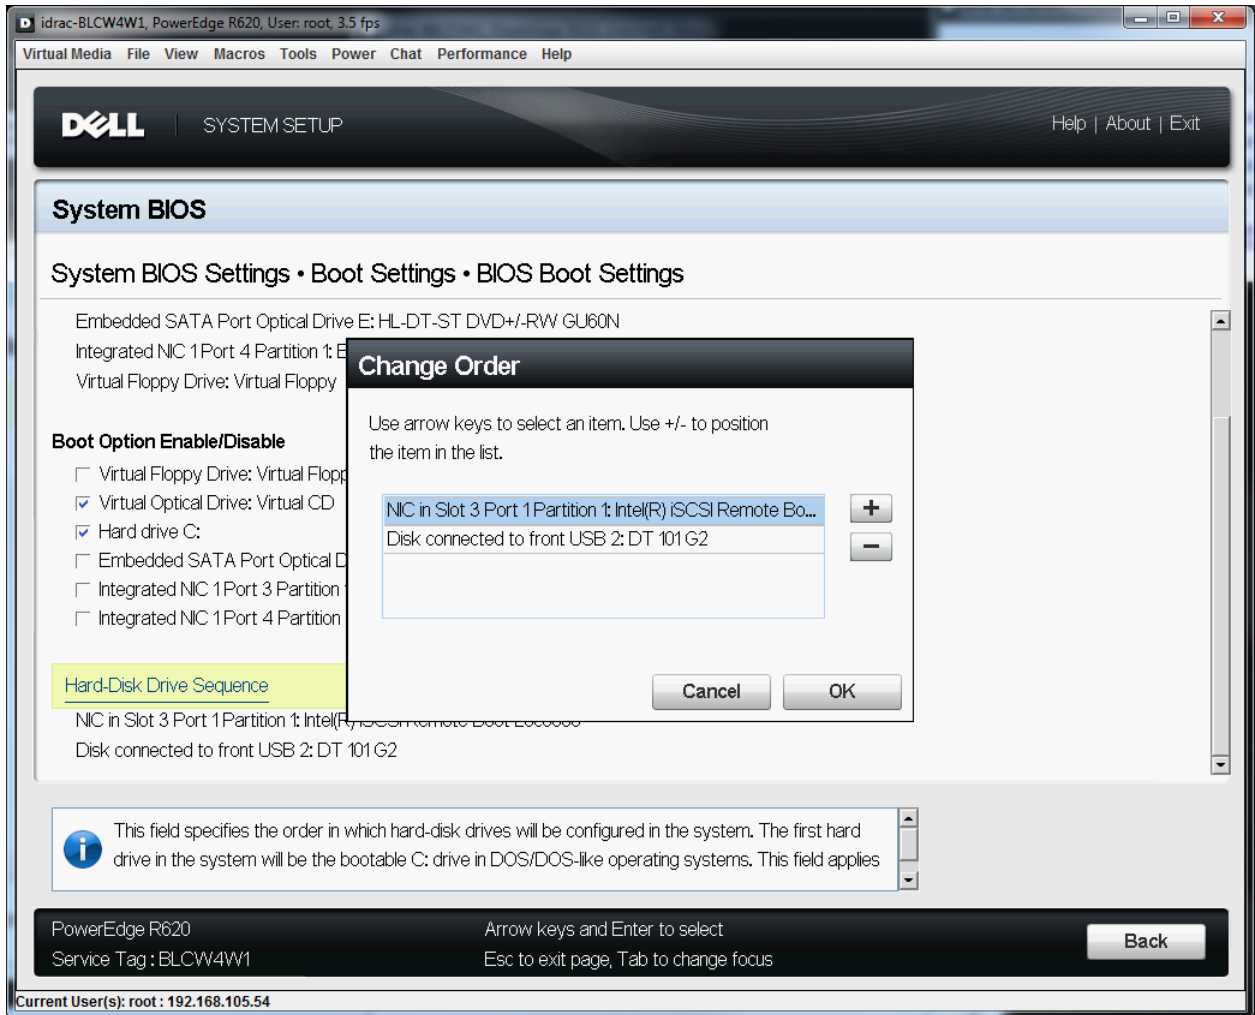 idrac-BLCW4W1, PowerEdge R620, User: root, 3.5 fps
Virtual Media File View Macros Tools Power Chat Performance Help
DELL SYSTEM SETUP Help | About | Exit
System BIOS
System BIOS Settings • Boot Settings • BIOS Boot Settings
Embedded SATA Port Optical Drive E: HL-DT-ST DVD+/-RW GU60N
Integrated NIC 1 Port 4 Partition 1: E
Virtual Floppy Drive: Virtual Floppy
Boot Option Enable/Disable
Virtual Floppy Drive: Virtual Flopp
Virtual Optical Drive: Virtual CD
Hard drive C:
Embedded SATA Port Optical D
Integrated NIC 1 Port 3 Partition
Integrated NIC 1 Port 4 Partition
Change Order
Use arrow keys to select an item. Use +/- to position
the item in the list.
NIC in Slot 3 Port 1 Partition 1: Intel(R) iSCSI Remote Bo...
Disk connected to front USB 2: DT 101 G2
+
−
Cancel OK
Hard-Disk Drive Sequence
NIC in Slot 3 Port 1 Partition 1: Intel(R)
Disk connected to front USB 2: DT 101 G2
This field specifies the order in which hard-disk drives will be configured in the system. The first hard
drive in the system will be the bootable C: drive in DOS/DOS-like operating systems. This field applies
PowerEdge R620 Arrow keys and Enter to select
Service Tag : BLCW4W1 Esc to exit page, Tab to change focus
Back
Current User(s): root : 192.168.105.54